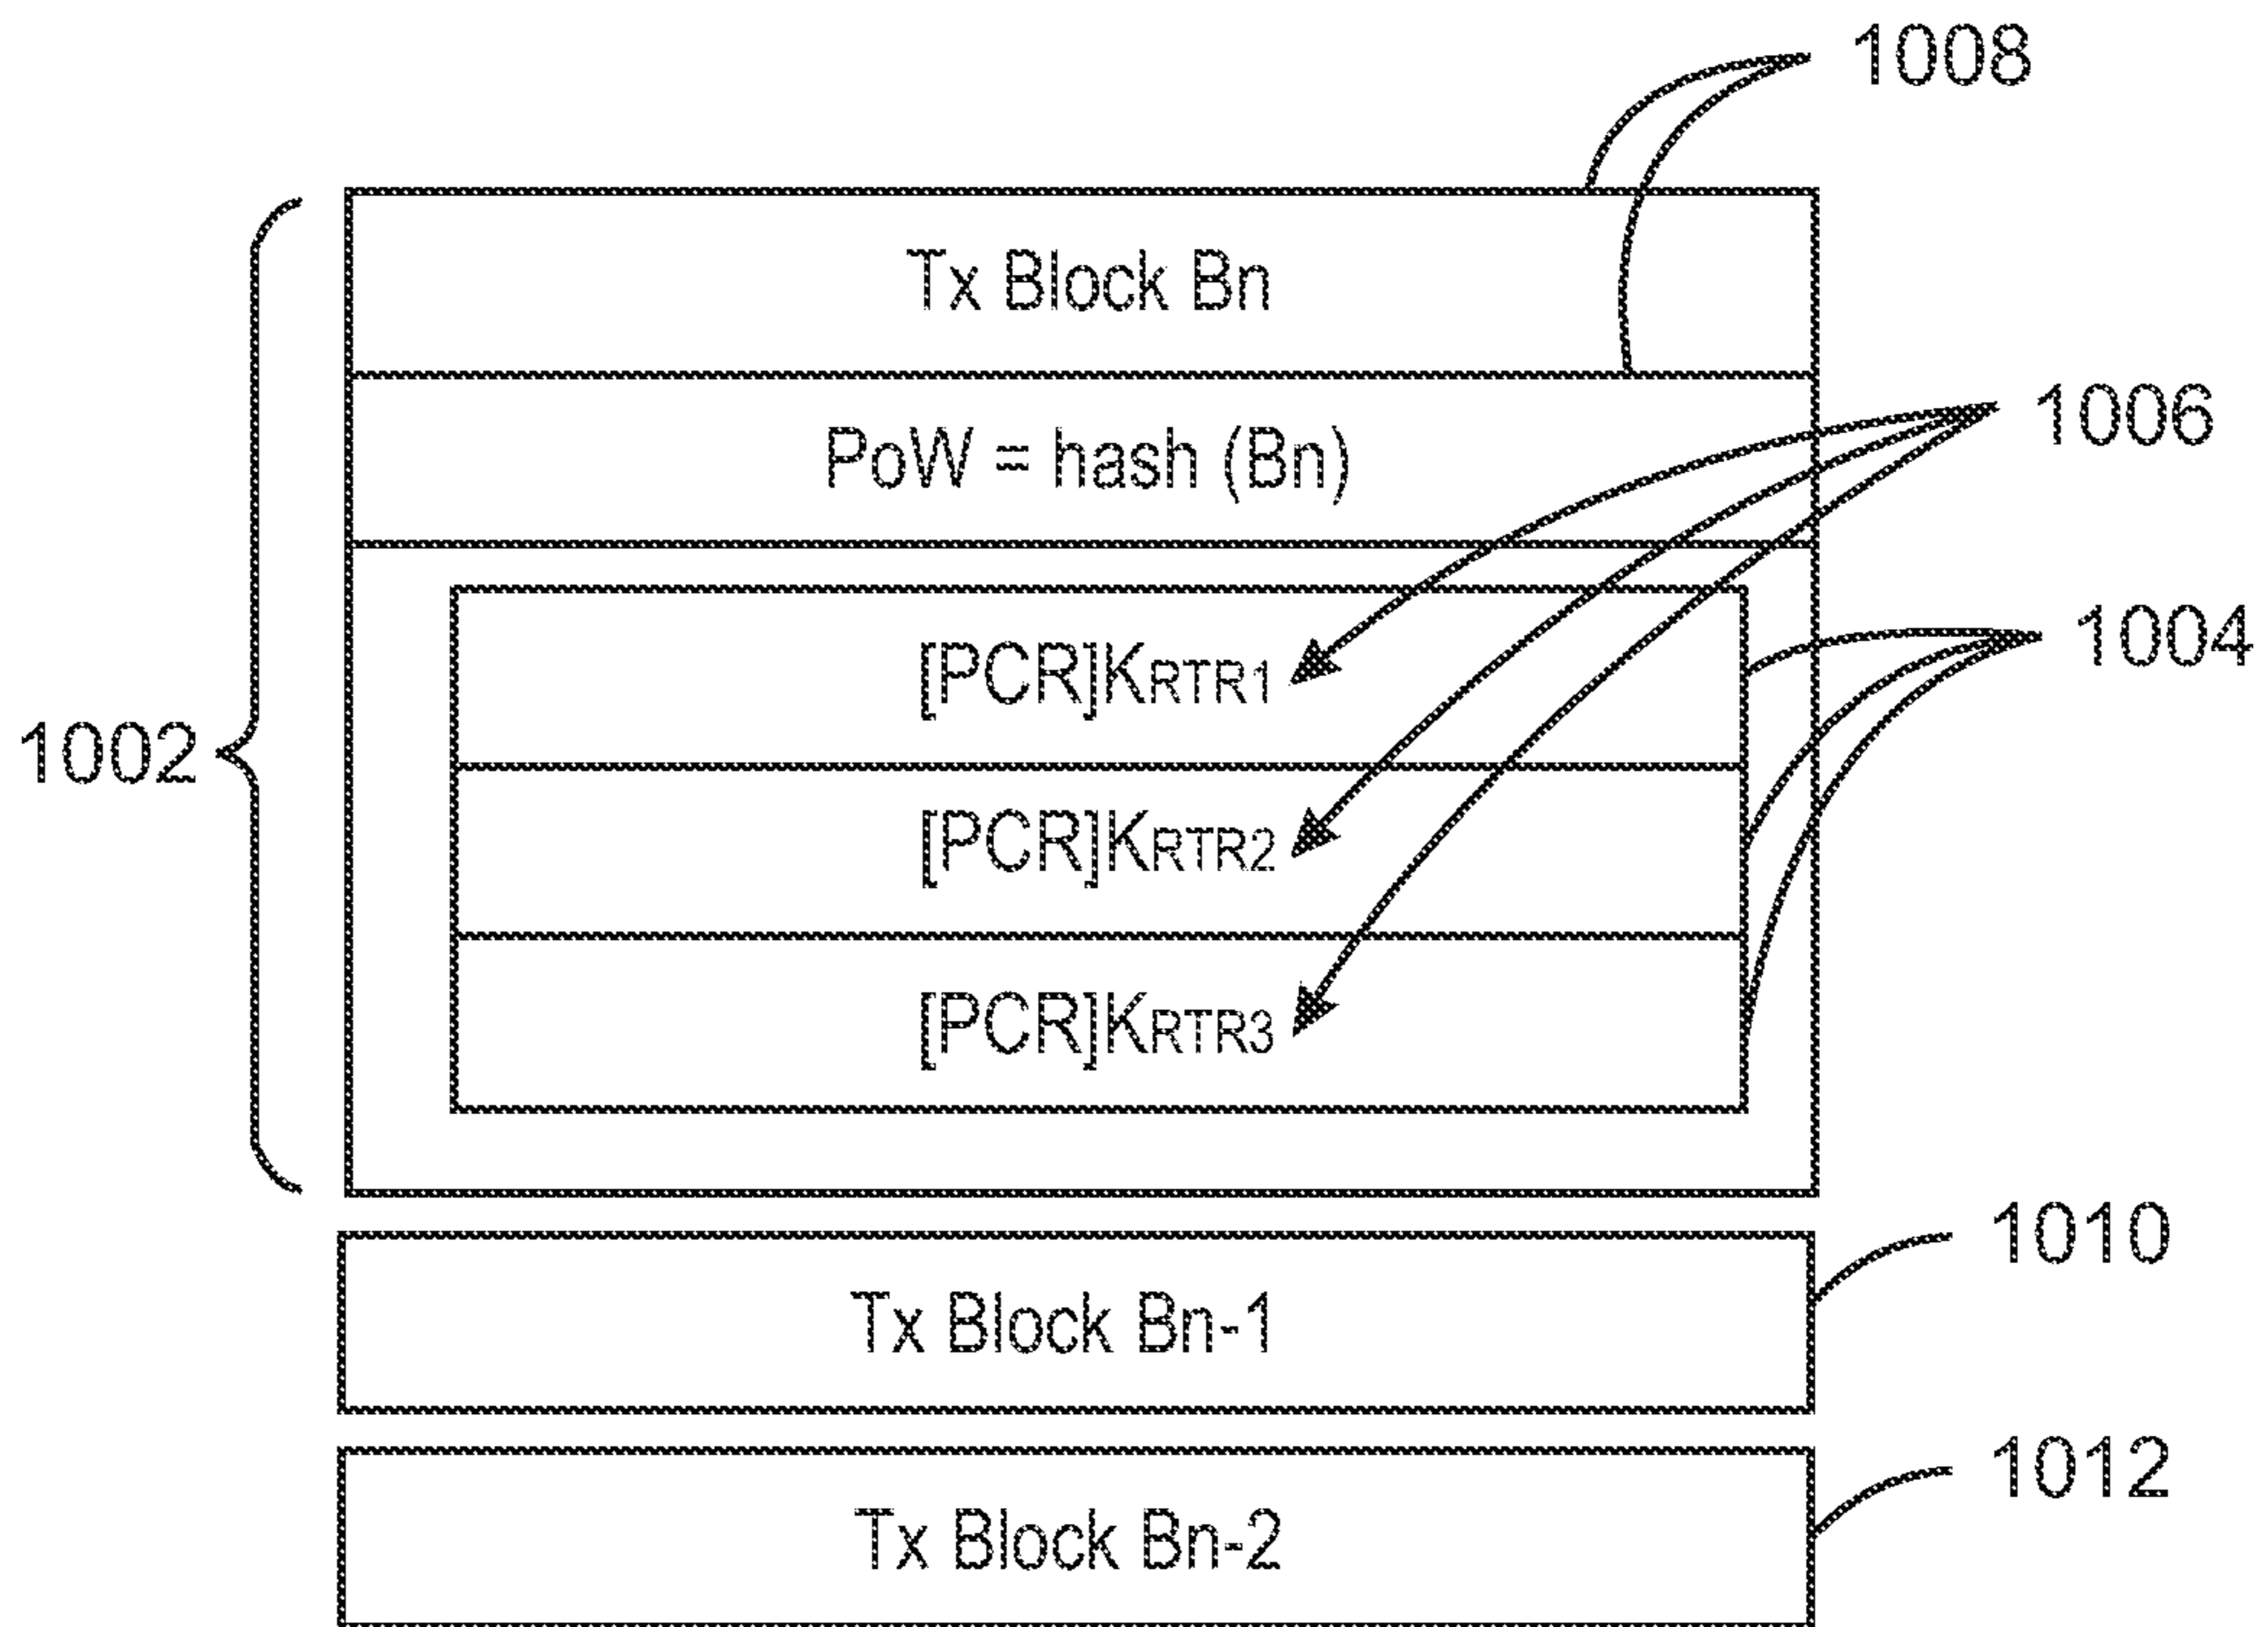 1008
Tx Block Bn
PoW = hash (Bn)
1006
[PCR]KRTR1
1004
1002
[PCR]KRTR2
[PCR]KRTR3
1010
Tx Block Bn-1
1012
Tx Block Bn-2